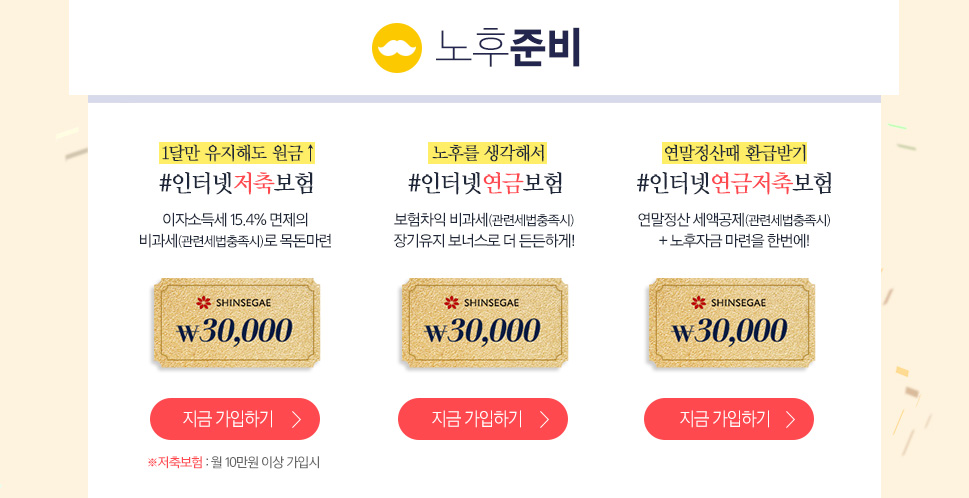 노후준비
1달만 유지해도 원금↑
#인터넷저축보험
이자소득세 15.4% 면제의
비과세(관련세법충족시)로 목돈마련
SHINSEGAE
₩30,000
지금 가입하기 >
※저축보험 : 월 10만원 이상 가입시
노후를 생각해서
#인터넷연금보험
보험차익 비과세(관련세법충족시)
장기유지 보너스로 더 든든하게!
SHINSEGAE
₩30,000
지금 가입하기 >
연말정산때 환급받기
#인터넷연금저축보험
연말정산 세액공제(관련세법충족시)
+ 노후자금 마련을 한번에!
SHINSEGAE
₩30,000
지금 가입하기 >